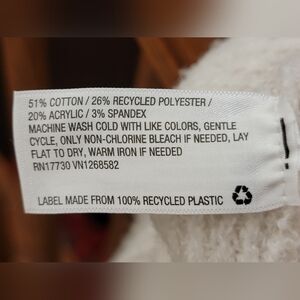 51% COTTON / 26% RECYCLED POLYESTER /
20% ACRYLIC / 3% SPANDEX
MACHINE WASH COLD WITH LIKE COLORS, GENTLE
CYCLE, ONLY NON-CHLORINE BLEACH IF NEEDED, LAY
FLAT TO DRY, WARM IRON IF NEEDED
RN17730 VN1268582
LABEL MADE FROM 100% RECYCLED PLASTIC